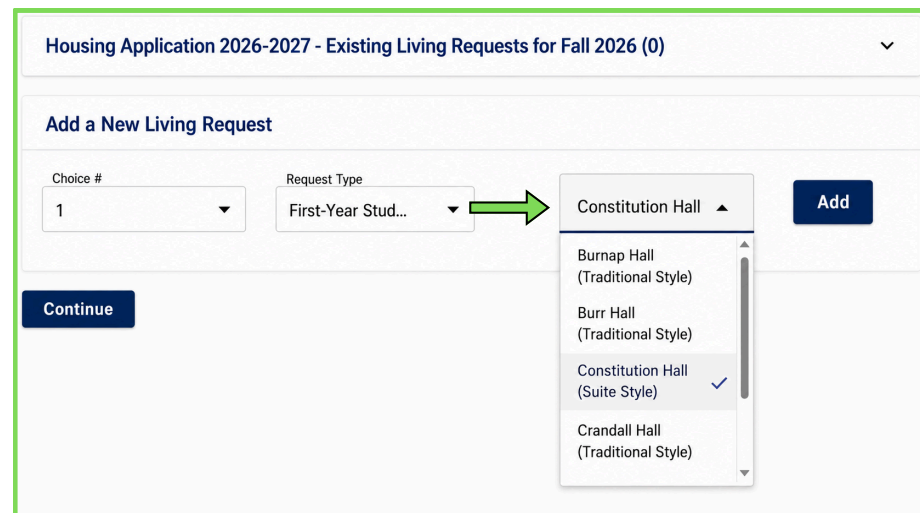 Housing Application 2026-2027 - Existing Living Requests for Fall 2026 (0)
Add a New Living Request
Choice #
1
Request Type
First-Year Stud...
Constitution Hall
Add
Burnap Hall
(Traditional Style)
Burr Hall
(Traditional Style)
Constitution Hall
(Suite Style)
Crandall Hall
(Traditional Style)
Continue